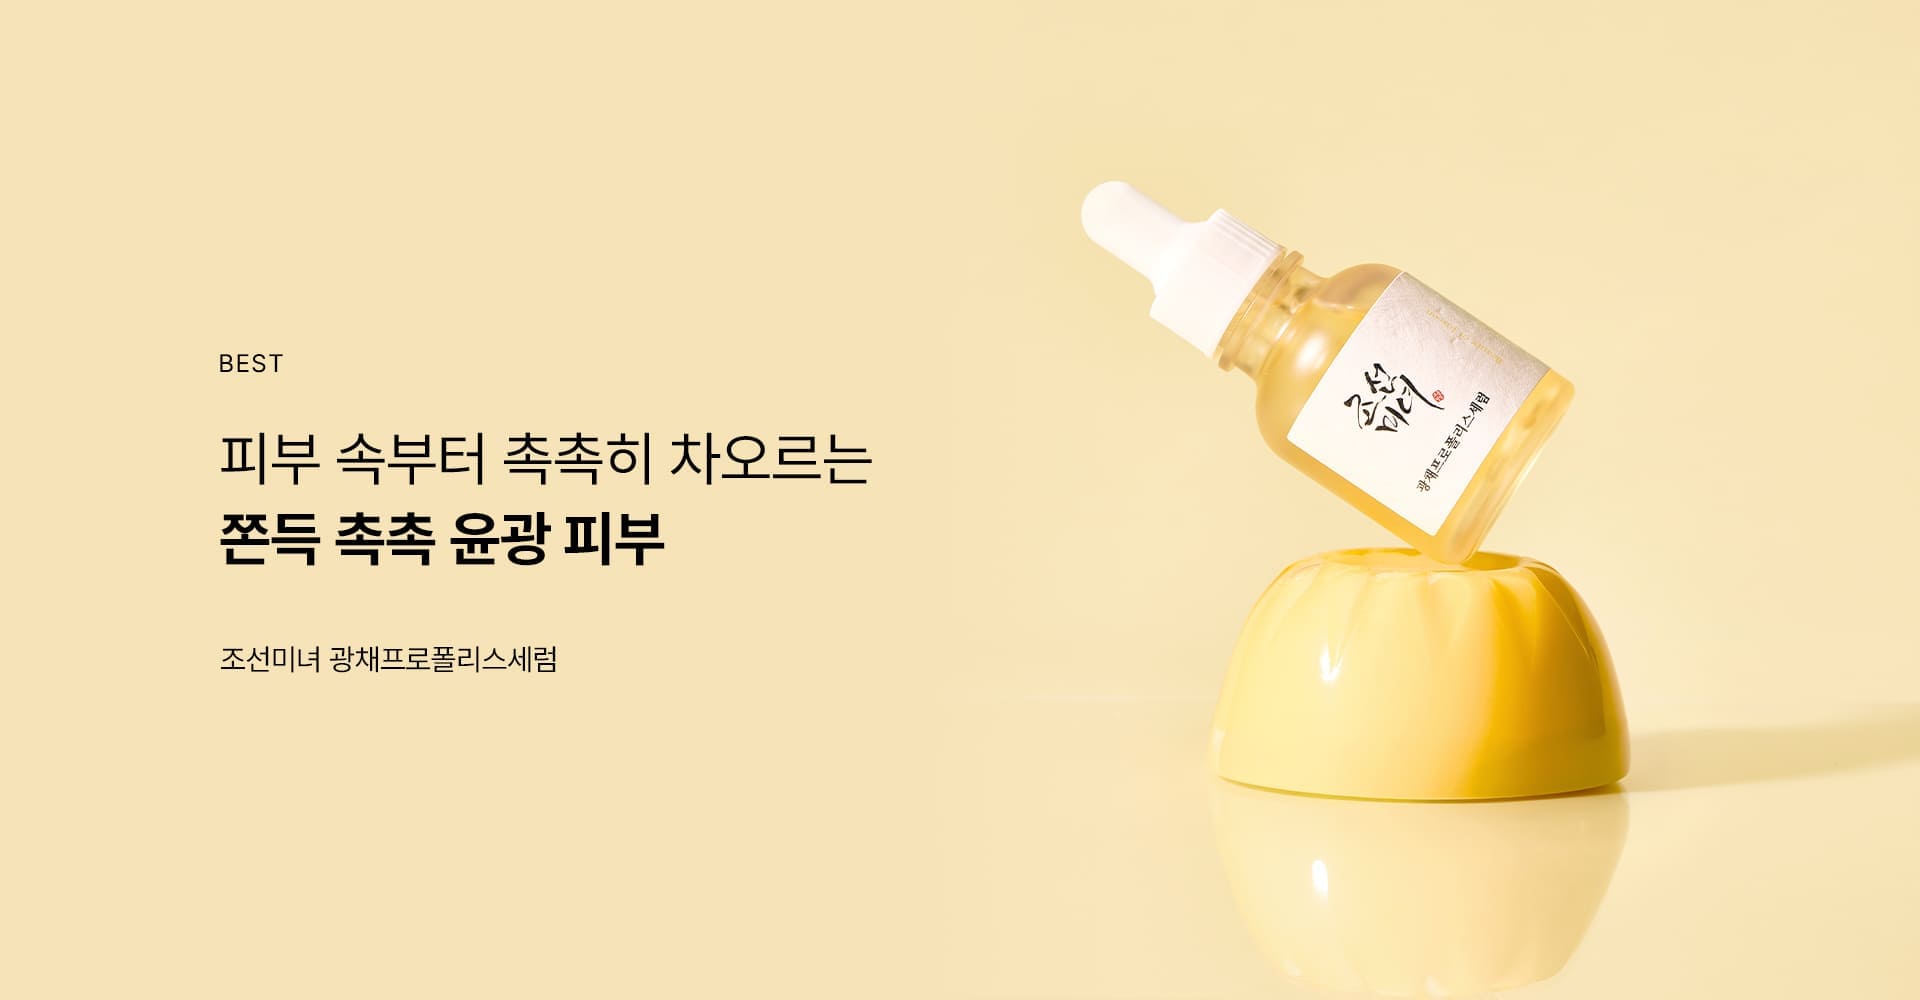 BEST
피부 속부터 촉촉히 차오르는
쫀득 촉촉 윤광 피부
조선미녀 광채프로폴리스세럼
조선
미녀
광채프로폴리스세럼